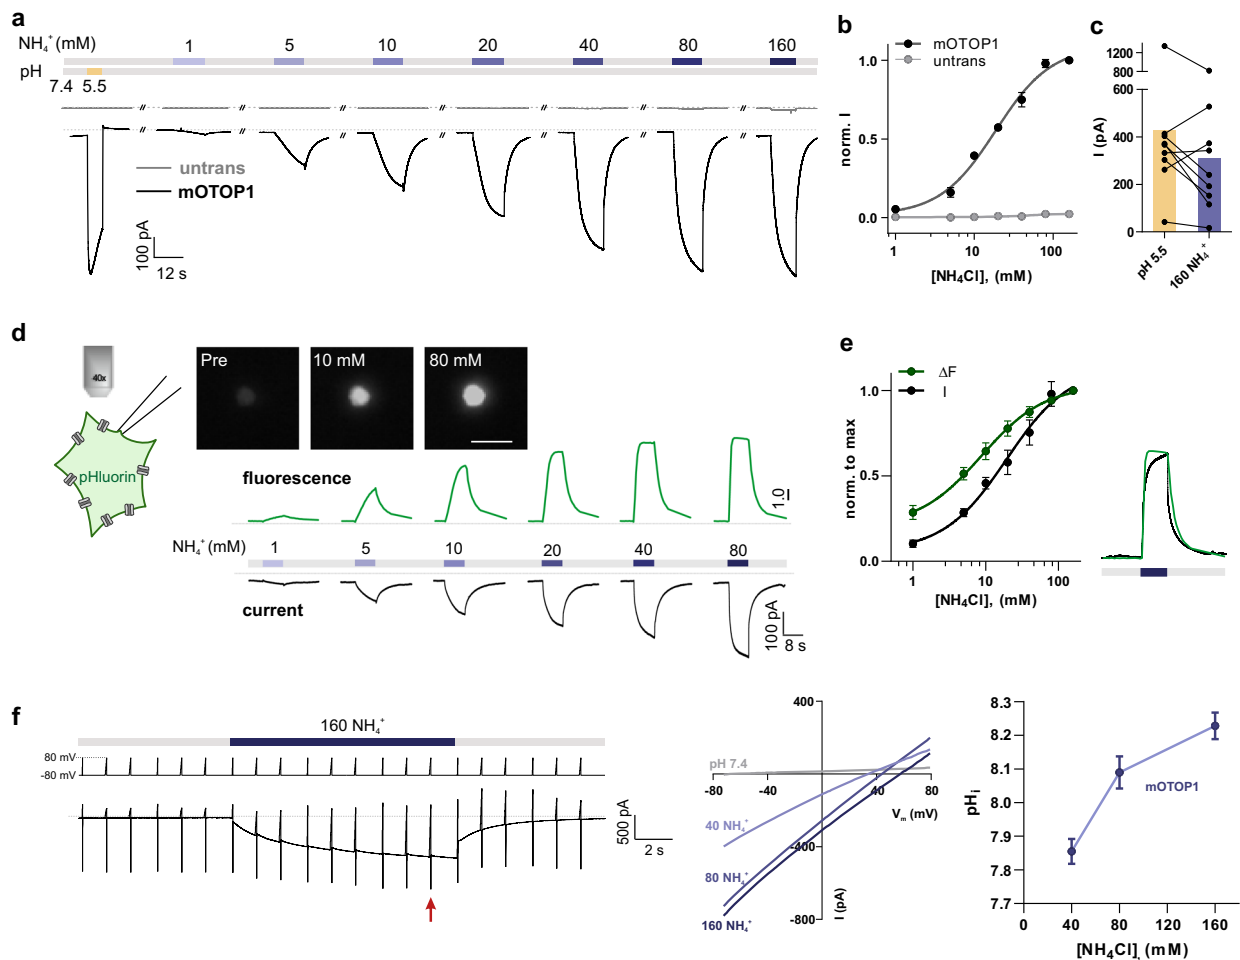 a
NH₄⁺ (mM) 1 5 10 20 40 80 160
pH
7.4 5.5
untrans
mOTOP1
100 pA
12 s
b
mOTOP1
untrans
norm. I
1.0
0.5
0.0
1 10 100
[NH₄Cl], (mM)
c
I (pA)
1200
800
600
400
200
0
pH 5.5
160 NH₄⁺
d
40x
pHluorin
Pre
10 mM
80 mM
fluorescence
1.0
NH₄⁺ (mM) 1 5 10 20 40 80
current
100 pA
8 s
e
ΔF
I
norm. to max
1.0
0.5
0.0
1 10 100
[NH₄Cl], (mM)
f
160 NH₄⁺
80 mV
-80 mV
500 pA
2 s
400
pH 7.4
-80 -40 40 80
Vₘ (mV)
40 NH₄⁺
-400
80 NH₄⁺
160 NH₄⁺
-800
I (pA)
8.3
8.2
8.1
8.0
7.9
7.8
7.7
pHᵢ
mOTOP1
0 40 80 120 160
[NH₄Cl], (mM)